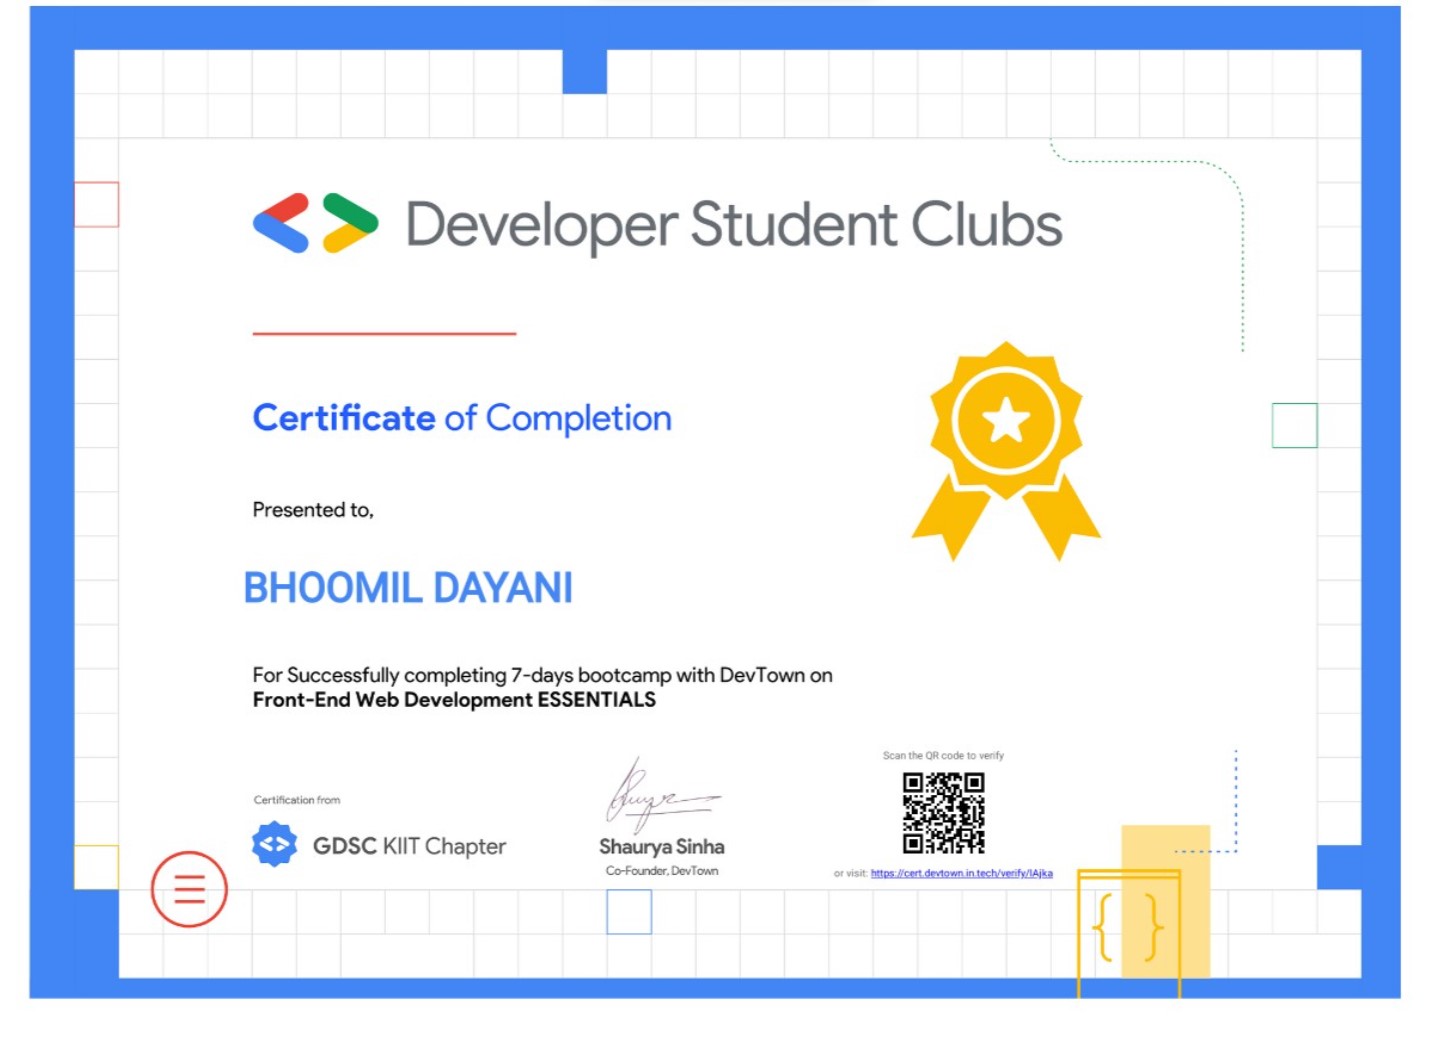 Developer Student Clubs
Certificate of Completion
Presented to,
BHOOMIL DAYANI
For Successfully completing 7-days bootcamp with DevTown on
Front-End Web Development ESSENTIALS
Certification from
GDSC KIIT Chapter
Shaurya Sinha
Co-Founder, DevTown
Scan the QR code to verify
or visit: https://cert.devtown.in.tech/verify/IAjka
{ }